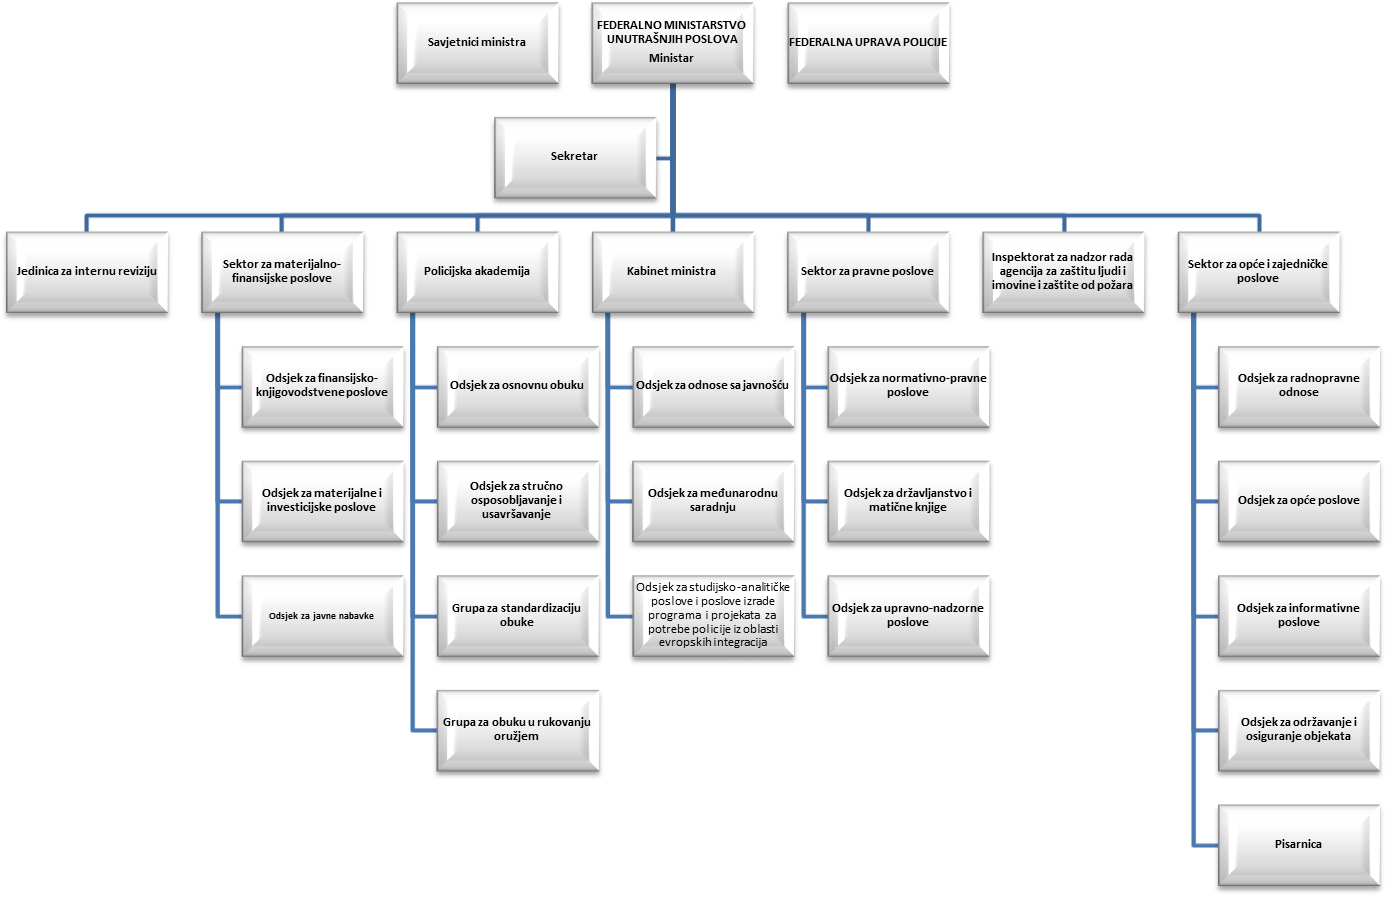 Savjetnici ministra
FEDERALNO MINISTARSTVO
UNUTRAŠNJIH POSLOVA
Ministar
FEDERALNA UPRAVA POLICIJE
Sekretar
Jedinica za internu reviziju
Sektor za materijalno-
finansijske poslove
Policijska akademija
Kabinet ministra
Sektor za pravne poslove
Inspektorat za nadzor rada
agencija za zaštitu ljudi i
imovine i zaštite od požara
Sektor za opće i zajedničke
poslove
Odsjek za finansijsko-
knjigovodstvene poslove
Odsjek za osnovnu obuku
Odsjek za odnose sa javnošću
Odsjek za normativno-pravne
poslove
Odsjek za radnopravne
odnose
Odsjek za materijalne i
investicijske poslove
Odsjek za stručno
osposobljavanje i
usavršavanje
Odsjek za međunarodnu
saradnju
Odsjek za državljanstvo i
matične knjige
Odsjek za opće poslove
Odsjek za javne nabavke
Grupa za standardizaciju
obuke
Odsjek za studijsko-analitičke
poslove i poslove izrade
programa i projekata za
potrebe policije iz oblasti
evropskih integracija
Odsjek za upravno-nadzorne
poslove
Odsjek za informativne
poslove
Grupa za obuku u rukovanju
oružjem
Odsjek za održavanje i
osiguranje objekata
Pisarnica